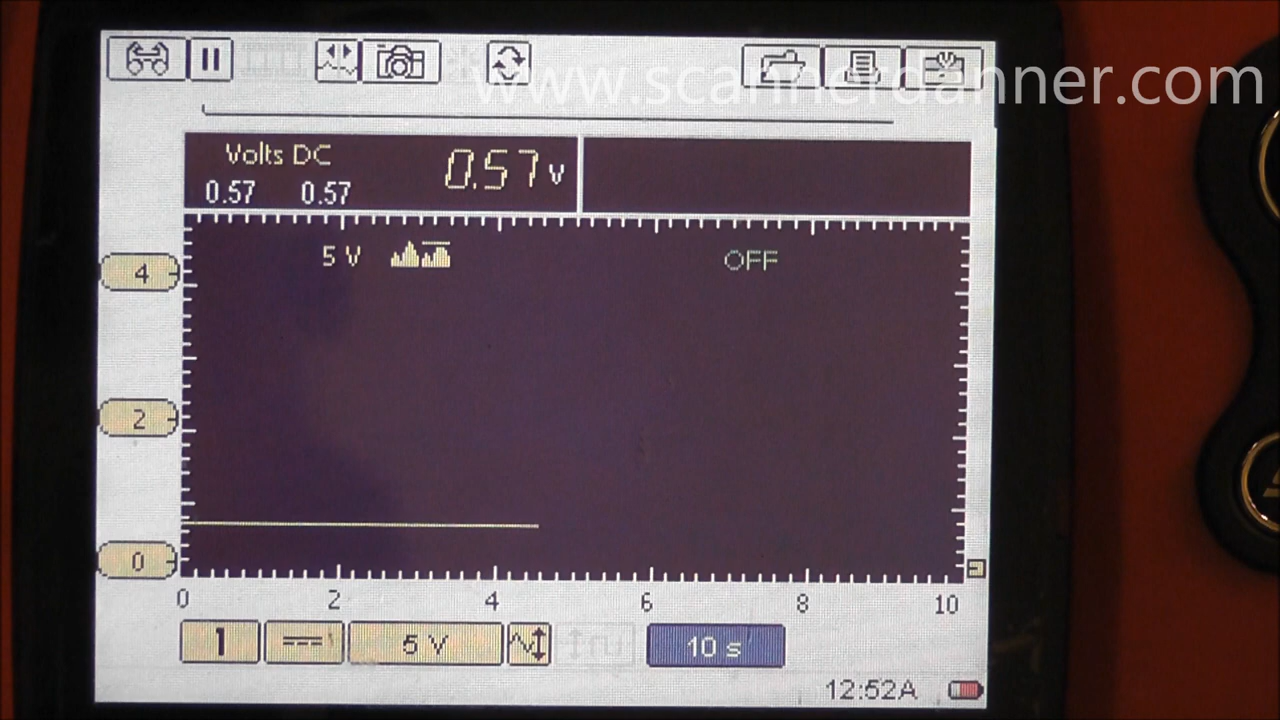 www.scannerdanner.com
Volts DC
0.57 v
0.57 0.57
5 V
OFF
4
2
0
0 2 4 6 8 10
1
5 V
10 s
12:52A